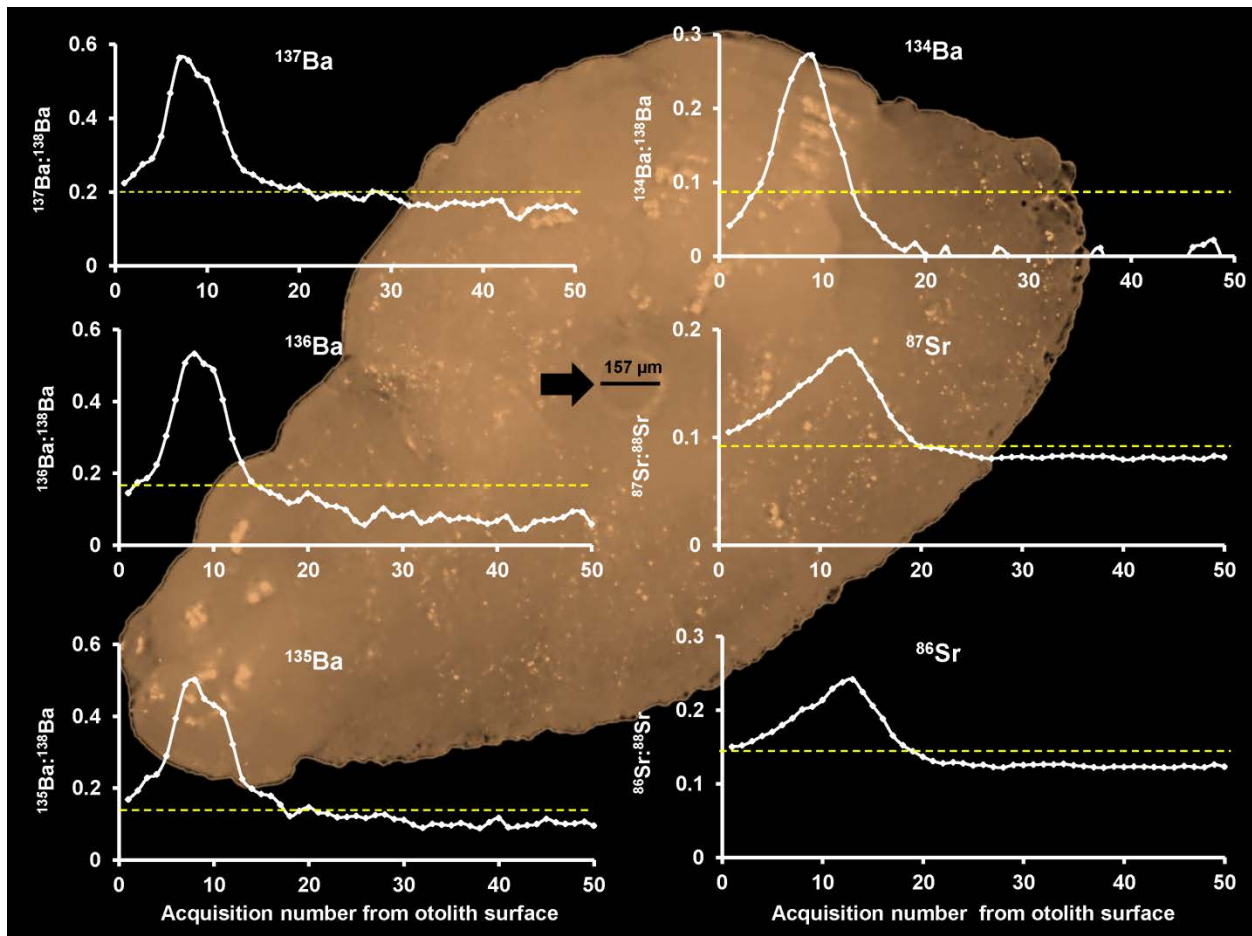 0.6
0.4
0.2
0
¹³⁷Ba:¹³⁸Ba
¹³⁷Ba
0 10 20 30 40 50
0.3
0.2
0.1
0
¹³⁴Ba:¹³⁸Ba
¹³⁴Ba
0 10 20 30 40 50
0.6
0.4
0.2
0
¹³⁶Ba:¹³⁸Ba
¹³⁶Ba
0 10 20 30 40 50
157 µm
0.2
0.1
0
⁸⁷Sr:⁸⁸Sr
⁸⁷Sr
0 10 20 30 40 50
0.6
0.4
0.2
0
¹³⁵Ba:¹³⁸Ba
¹³⁵Ba
0 10 20 30 40 50
Acquisition number from otolith surface
0.3
0.2
0.1
0
⁸⁶Sr:⁸⁸Sr
⁸⁶Sr
0 10 20 30 40 50
Acquisition number from otolith surface